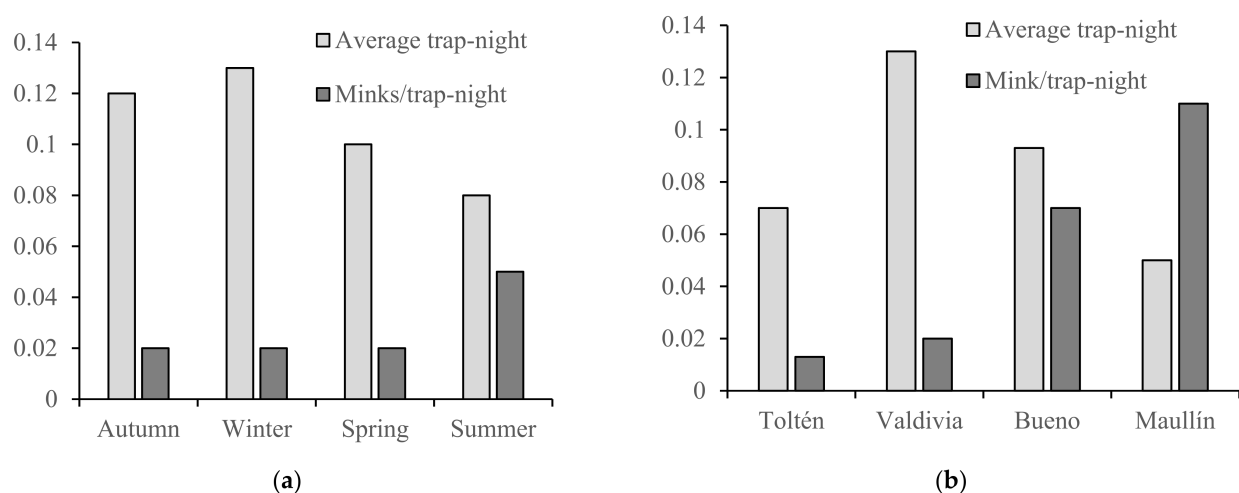 0.14
0.12
0.1
0.08
0.06
0.04
0.02
0
Average trap-night
Minks/trap-night
Autumn Winter Spring Summer
(a)
0.14
0.12
0.1
0.08
0.06
0.04
0.02
0
Average trap-night
Mink/trap-night
Toltén Valdivia Bueno Maullín
(b)